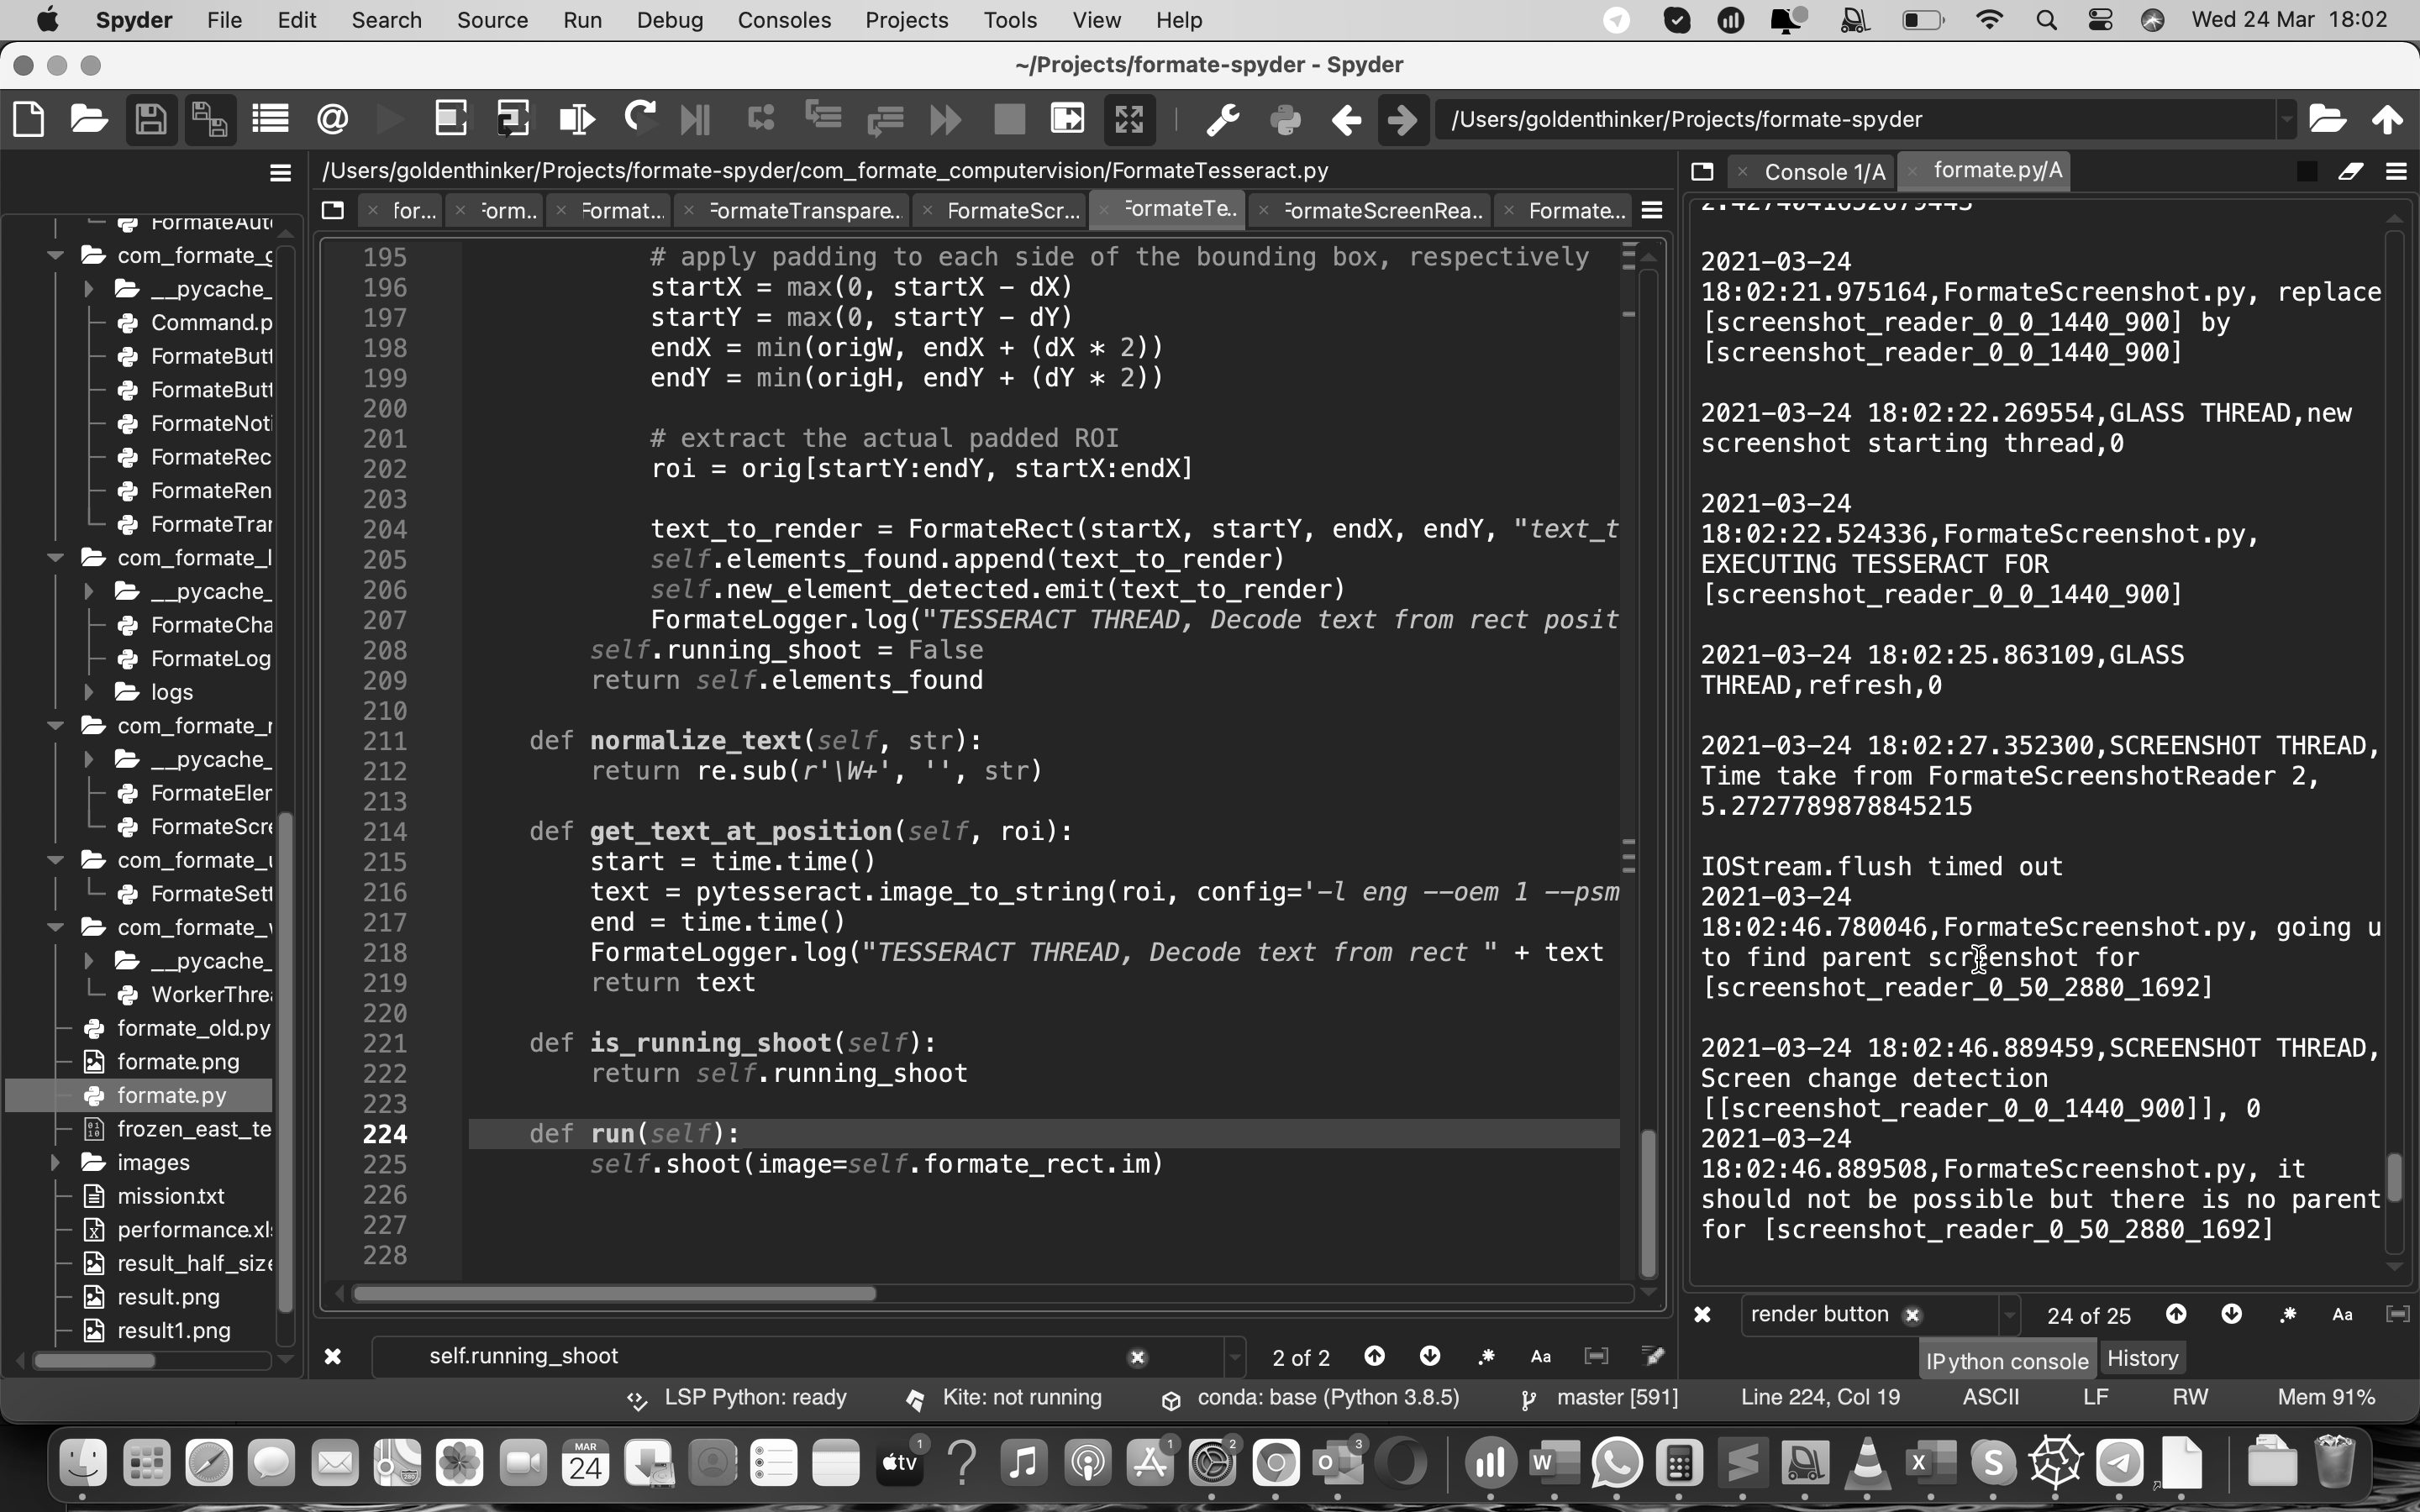 Spyder File Edit Search Source Run Debug Consoles Projects Tools View Help Wed 24 Mar 18:02
~/Projects/formate-spyder - Spyder
/Users/goldenthinker/Projects/formate-spyder
/Users/goldenthinker/Projects/formate-spyder/com_formate_computervision/FormateTesseract.py
for... Form.. Format... FormateTranspare... FormateScr... FormateTe.. FormateScreenRea.. Formate...
FormateAut
com_formate_g
__pycache_
Command.p
FormateButt
FormateButt
FormateNoti
FormateRec
FormateRen
FormateTrar
com_formate_l
__pycache_
FormateCha
FormateLog
logs
com_formate_r
__pycache_
FormateEler
FormateScre
com_formate_u
FormateSett
com_formate_v
__pycache_
WorkerThre
formate_old.py
formate.png
formate.py
frozen_east_te
images
mission.txt
performance.xl
result_half_size
result.png
result1.png
195 # apply padding to each side of the bounding box, respectively
196 startX = max(0, startX - dX)
197 startY = max(0, startY - dY)
198 endX = min(origW, endX + (dX * 2))
199 endY = min(origH, endY + (dY * 2))
200
201 # extract the actual padded ROI
202 roi = orig[startY:endY, startX:endX]
203
204 text_to_render = FormateRect(startX, startY, endX, endY, "text_t
205 self.elements_found.append(text_to_render)
206 self.new_element_detected.emit(text_to_render)
207 FormateLogger.log("TESSERACT THREAD, Decode text from rect posit
208 self.running_shoot = False
209 return self.elements_found
210
211 def normalize_text(self, str):
212 return re.sub(r'\W+', '', str)
213
214 def get_text_at_position(self, roi):
215 start = time.time()
216 text = pytesseract.image_to_string(roi, config='-l eng --oem 1 --psm
217 end = time.time()
218 FormateLogger.log("TESSERACT THREAD, Decode text from rect " + text
219 return text
220
221 def is_running_shoot(self):
222 return self.running_shoot
223
224 def run(self):
225 self.shoot(image=self.formate_rect.im)
226
227
228
self.running_shoot 2 of 2 Aa
Console 1/A formate.py/A
2021-03-24
18:02:21.975164,FormateScreenshot.py, replace
[screenshot_reader_0_0_1440_900] by
[screenshot_reader_0_0_1440_900]
2021-03-24 18:02:22.269554,GLASS THREAD,new
screenshot starting thread,0
2021-03-24
18:02:22.524336,FormateScreenshot.py,
EXECUTING TESSERACT FOR
[screenshot_reader_0_0_1440_900]
2021-03-24 18:02:25.863109,GLASS
THREAD,refresh,0
2021-03-24 18:02:27.352300,SCREENSHOT THREAD,
Time take from FormateScreenshotReader 2,
5.2727789878845215
IOStream.flush timed out
2021-03-24
18:02:46.780046,FormateScreenshot.py, going u
to find parent screenshot for
[screenshot_reader_0_50_2880_1692]
2021-03-24 18:02:46.889459,SCREENSHOT THREAD,
Screen change detection
[[screenshot_reader_0_0_1440_900]], 0
2021-03-24
18:02:46.889508,FormateScreenshot.py, it
should not be possible but there is no parent
for [screenshot_reader_0_50_2880_1692]
render button 24 of 25 Aa
IPython console History
LSP Python: ready Kite: not running conda: base (Python 3.8.5) master [591] Line 224, Col 19 ASCII LF RW Mem 91%
MAR
24
tv 1
1 2 3